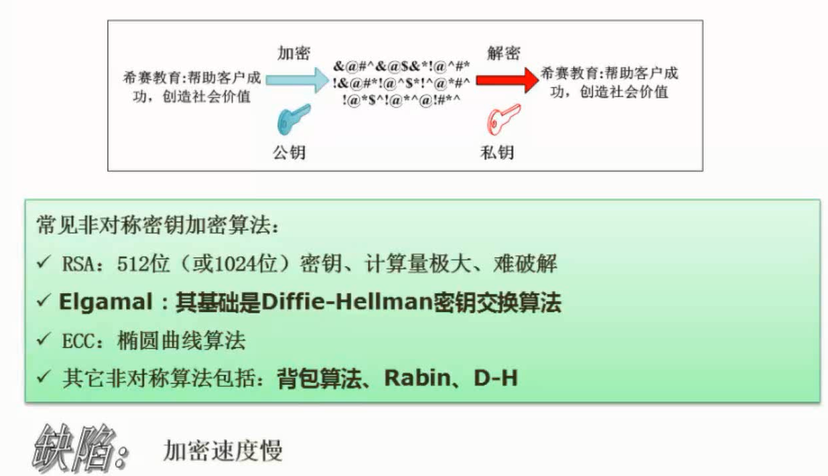 加密
解密
希赛教育:帮助客户成
功，创造社会价值
&@#^&@$&*!@^#*
!&@#*!@^$*!^@*#^
!@*$^!@*^@!#*^
希赛教育:帮助客户成
功，创造社会价值
公钥
私钥
常见非对称密钥加密算法：
✓ RSA：512位（或1024位）密钥、计算量极大、难破解
✓ Elgamal：其基础是Diffie-Hellman密钥交换算法
✓ ECC：椭圆曲线算法
✓ 其它非对称算法包括：背包算法、Rabin、D-H
缺陷： 加密速度慢